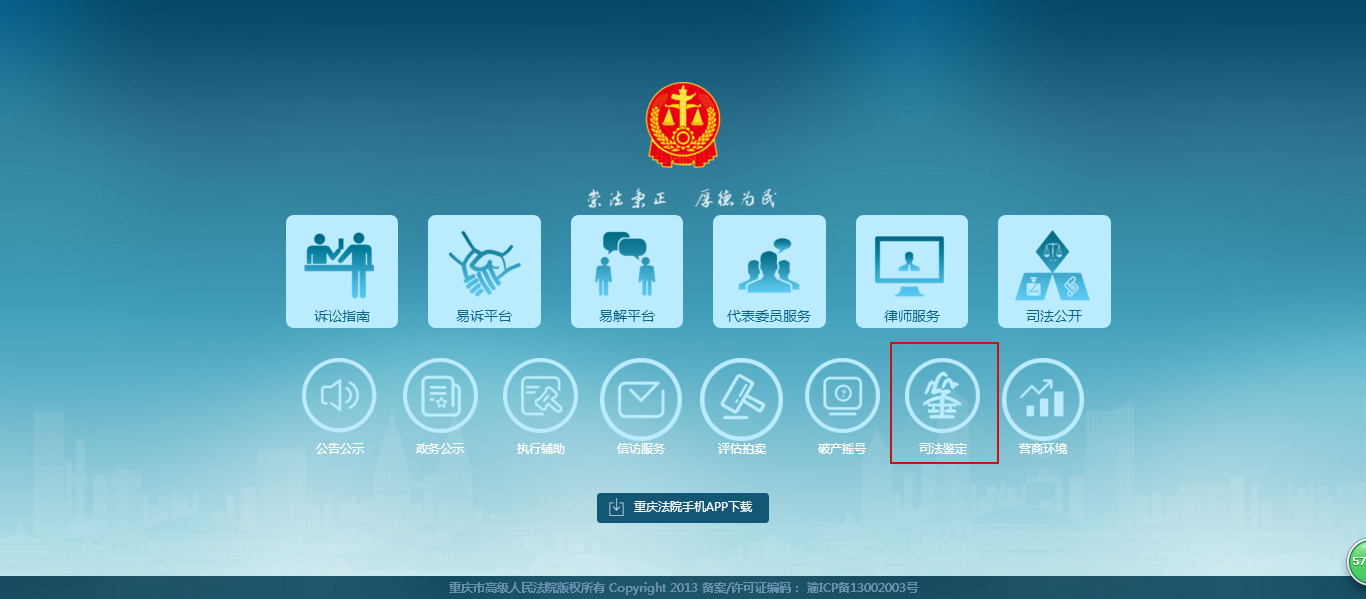 崇法秉正 厚德为民
诉讼指南 易诉平台 易解平台 代表委员服务 律师服务 司法公开
公告公示 政务公示 执行辅助 信访服务 评估拍卖 破产摇号 司法鉴定 营商环境
重庆法院手机APP下载
57
重庆市高级人民法院版权所有 Copyright 2013 备案/许可证编码： 渝ICP备13002003号